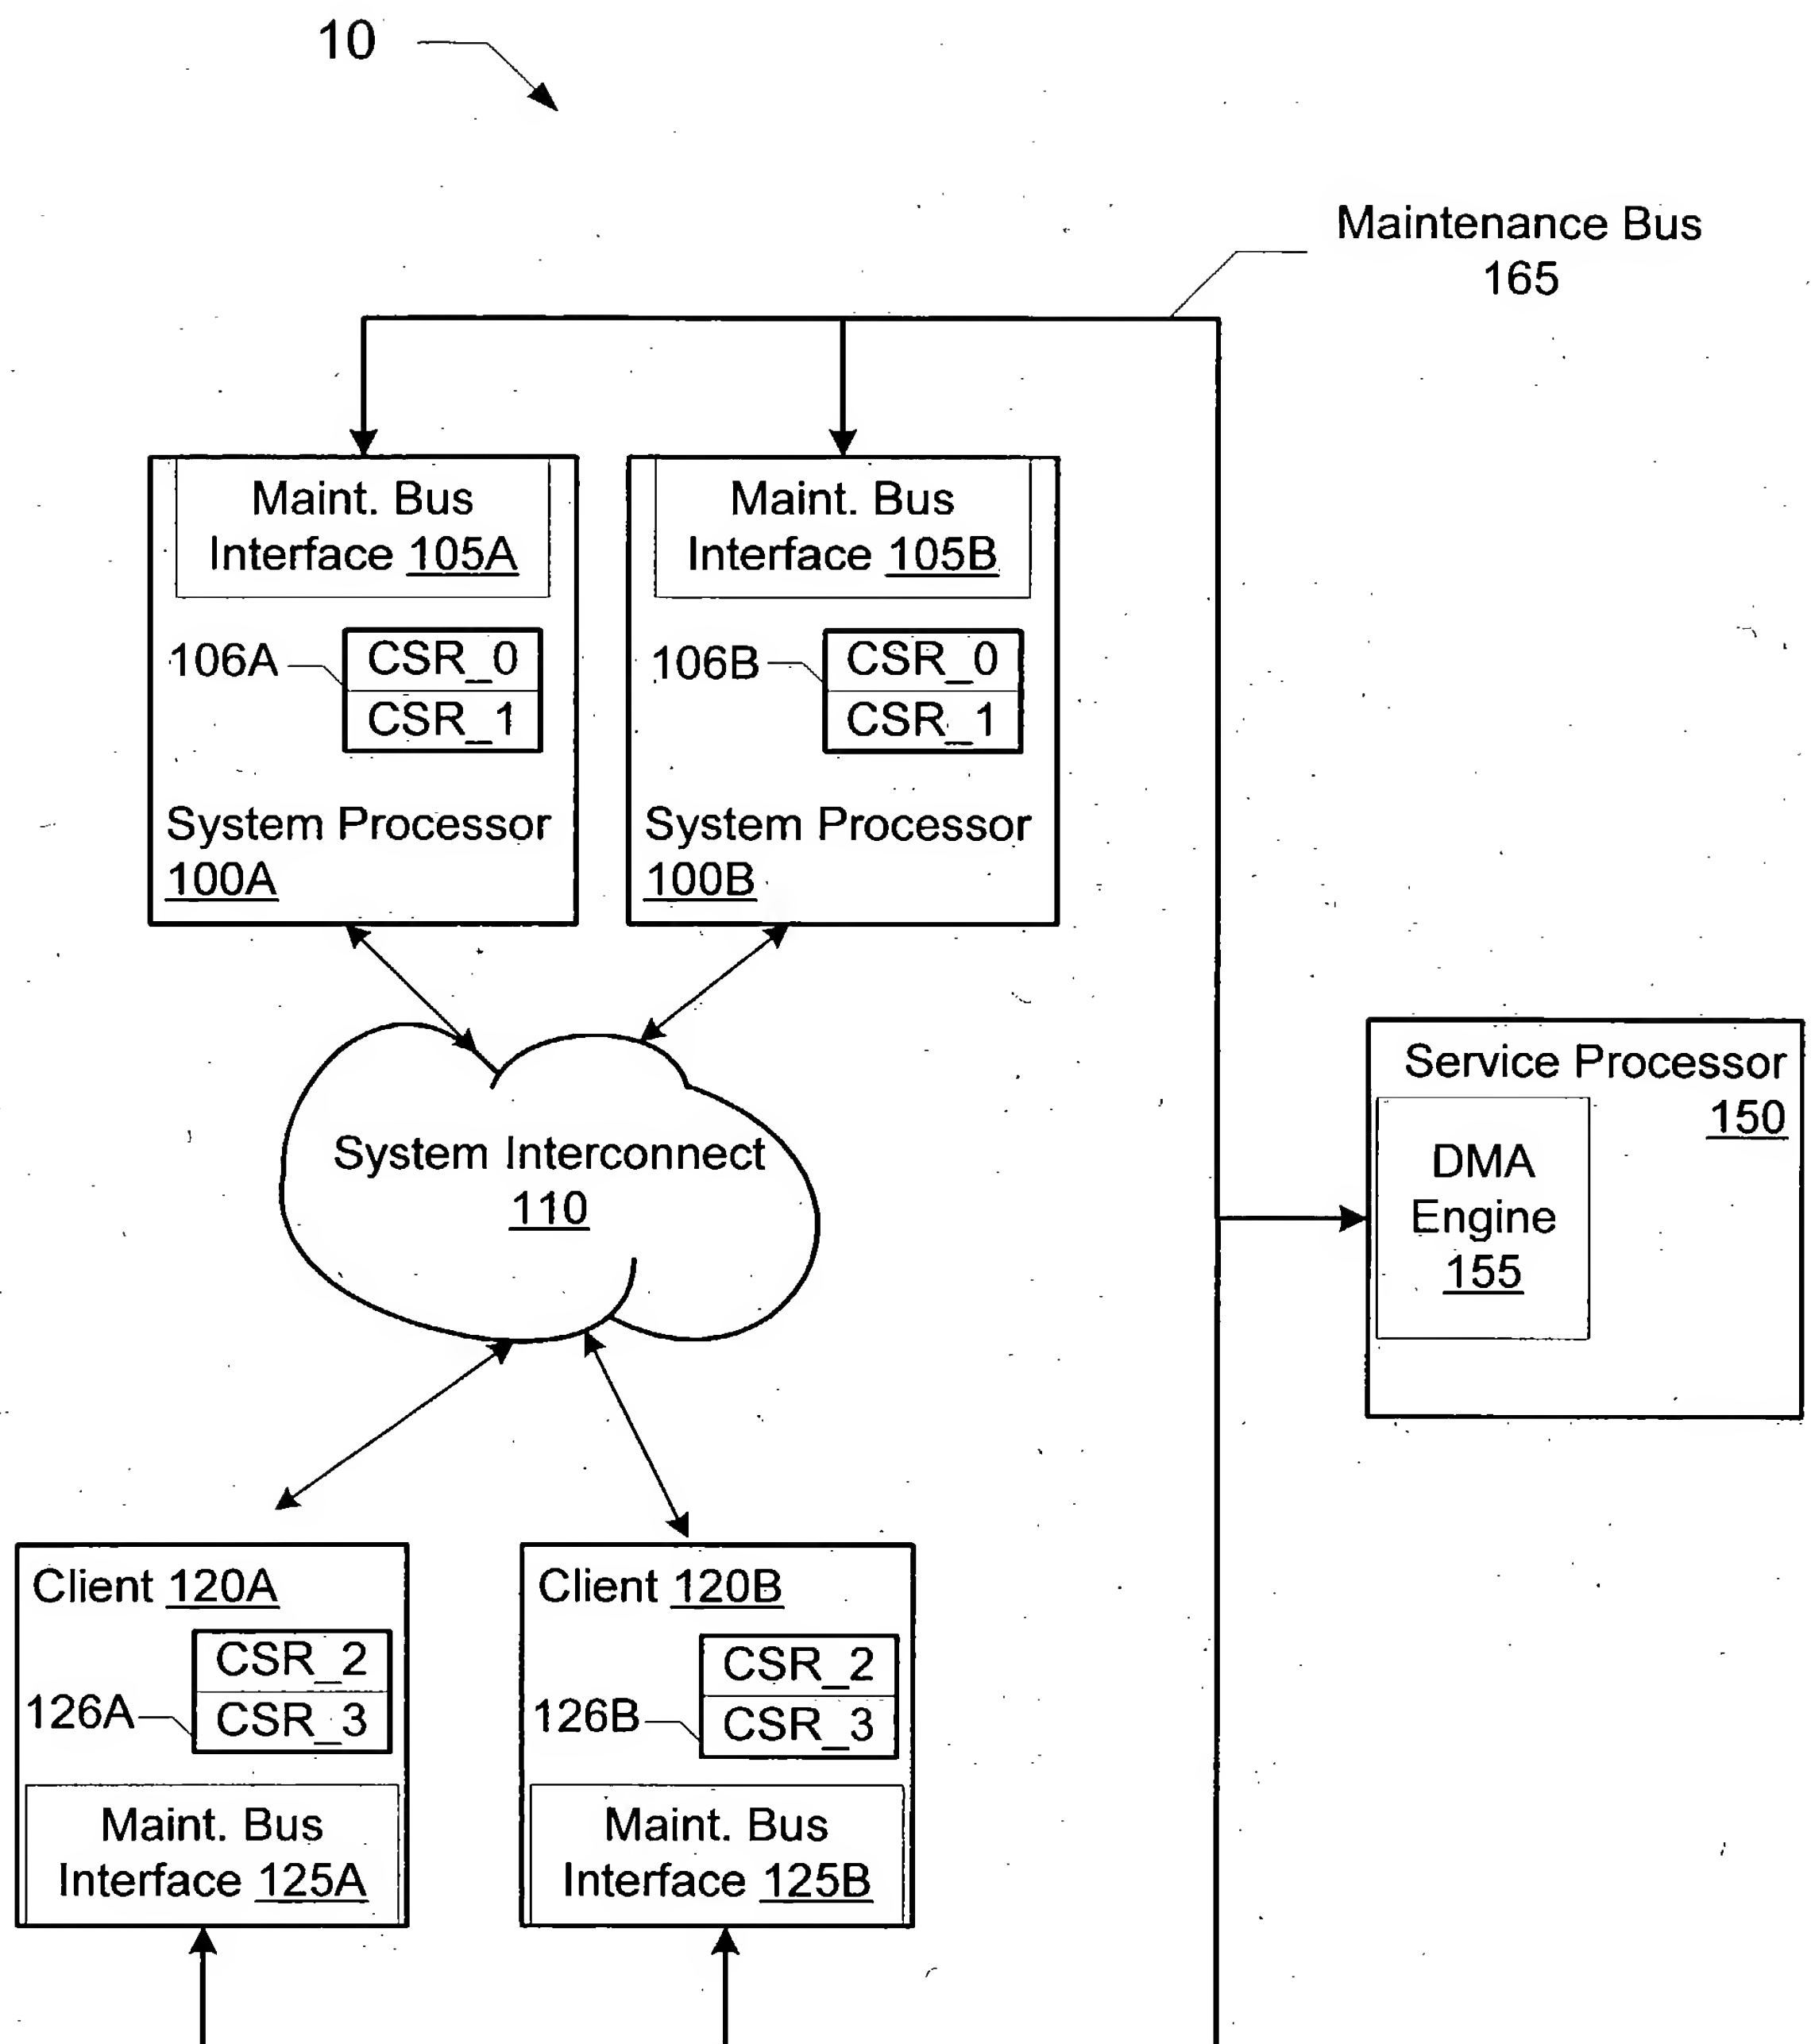 10
Maintenance Bus
165
Maint. Bus
Interface 105A
106A
CSR_0
CSR_1
System Processor
100A
Maint. Bus
Interface 105B
106B
CSR_0
CSR_1
System Processor
100B
System Interconnect
110
Service Processor
150
DMA
Engine
155
Client 120A
CSR_2
126A
CSR_3
Maint. Bus
Interface 125A
Client 120B
CSR_2
126B
CSR_3
Maint. Bus
Interface 125B